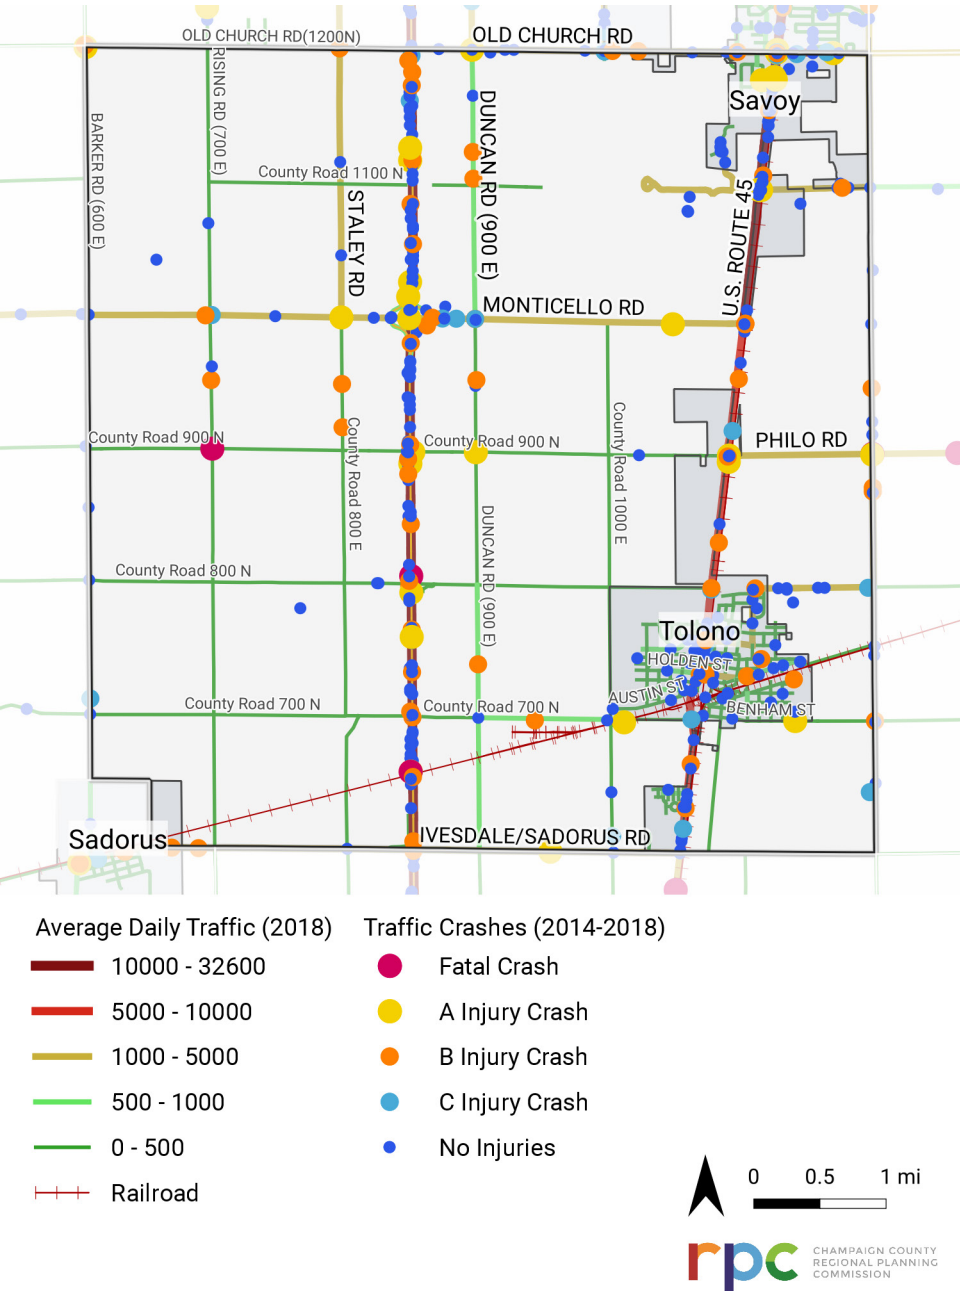 OLD CHURCH RD(1200N)
OLD CHURCH RD
RISING RD (700 E)
BARKER RD (600 E)
Savoy
DUNCAN RD (900 E)
County Road 1100 N
STALEY RD
U.S. ROUTE 45
MONTICELLO RD
County Road 900 N
County Road 900 N
PHILO RD
County Road 800 E
County Road 1000 E
DUNCAN RD (900 E)
County Road 800 N
Tolono
HOLDEN ST
AUSTIN ST
BENHAM ST
County Road 700 N
County Road 700 N
Sadorus
IVESDALE/SADORUS RD
Average Daily Traffic (2018)
10000 - 32600
5000 - 10000
1000 - 5000
500 - 1000
0 - 500
Railroad
Traffic Crashes (2014-2018)
Fatal Crash
A Injury Crash
B Injury Crash
C Injury Crash
No Injuries
0 0.5 1 mi
rpc
CHAMPAIGN COUNTY
REGIONAL PLANNING
COMMISSION